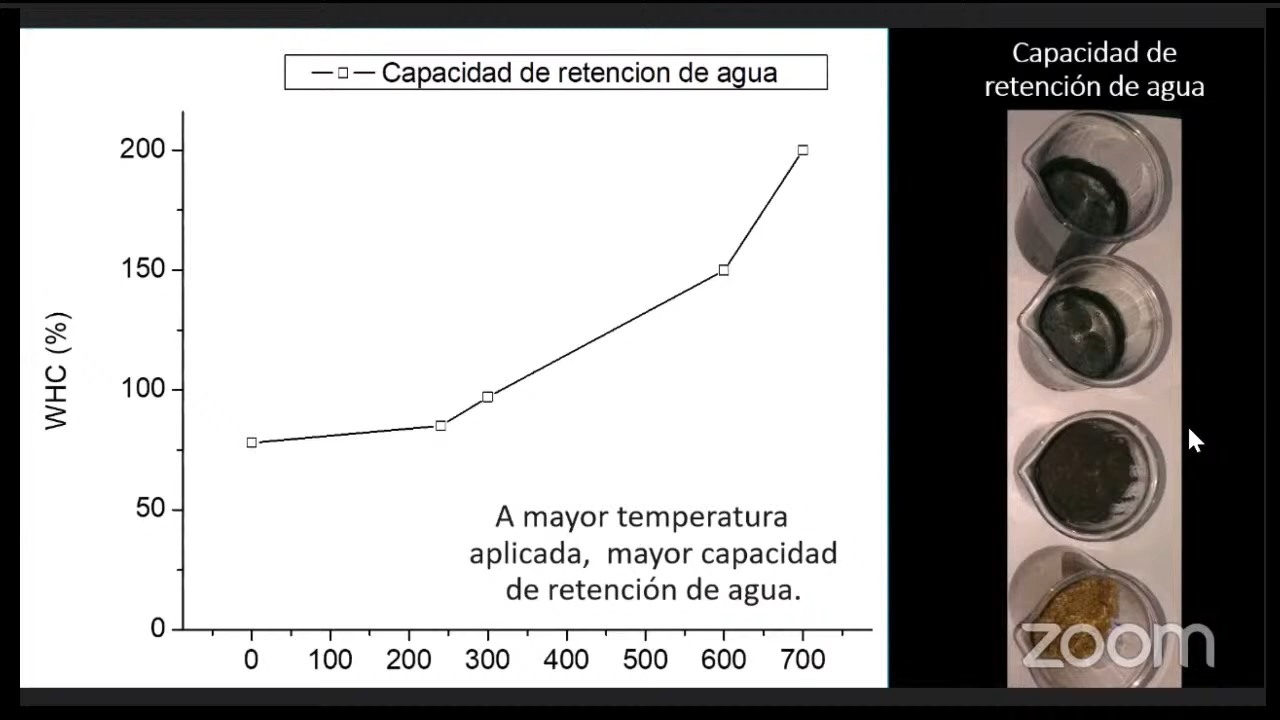 Capacidad de retencion de agua
200
150
100
50
0
WHC (%)
0 100 200 300 400 500 600 700
A mayor temperatura
aplicada, mayor capacidad
de retención de agua.
Capacidad de
retención de agua
zoom